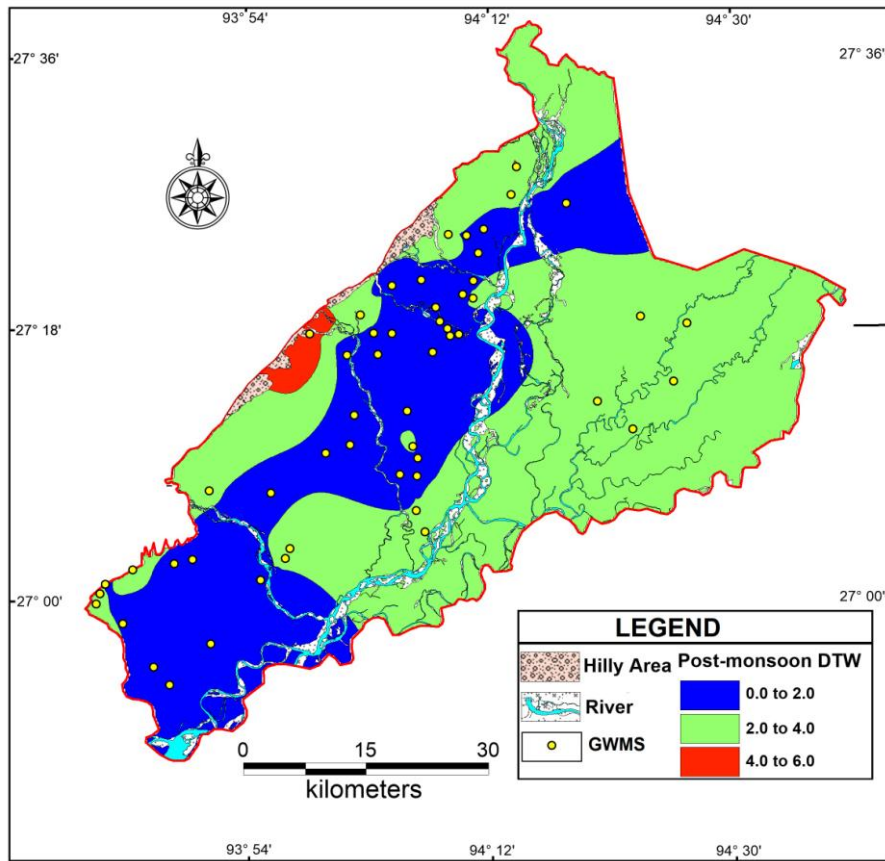 93° 54' 94° 12' 94° 30'
27° 36' 27° 36'
27° 18' 27° 18'
27° 00' 27° 00'
LEGEND
Hilly Area Post-monsoon DTW
0.0 to 2.0
River
2.0 to 4.0
GWMS
4.0 to 6.0
0 15 30
kilometers
93° 54' 94° 12' 94° 30'